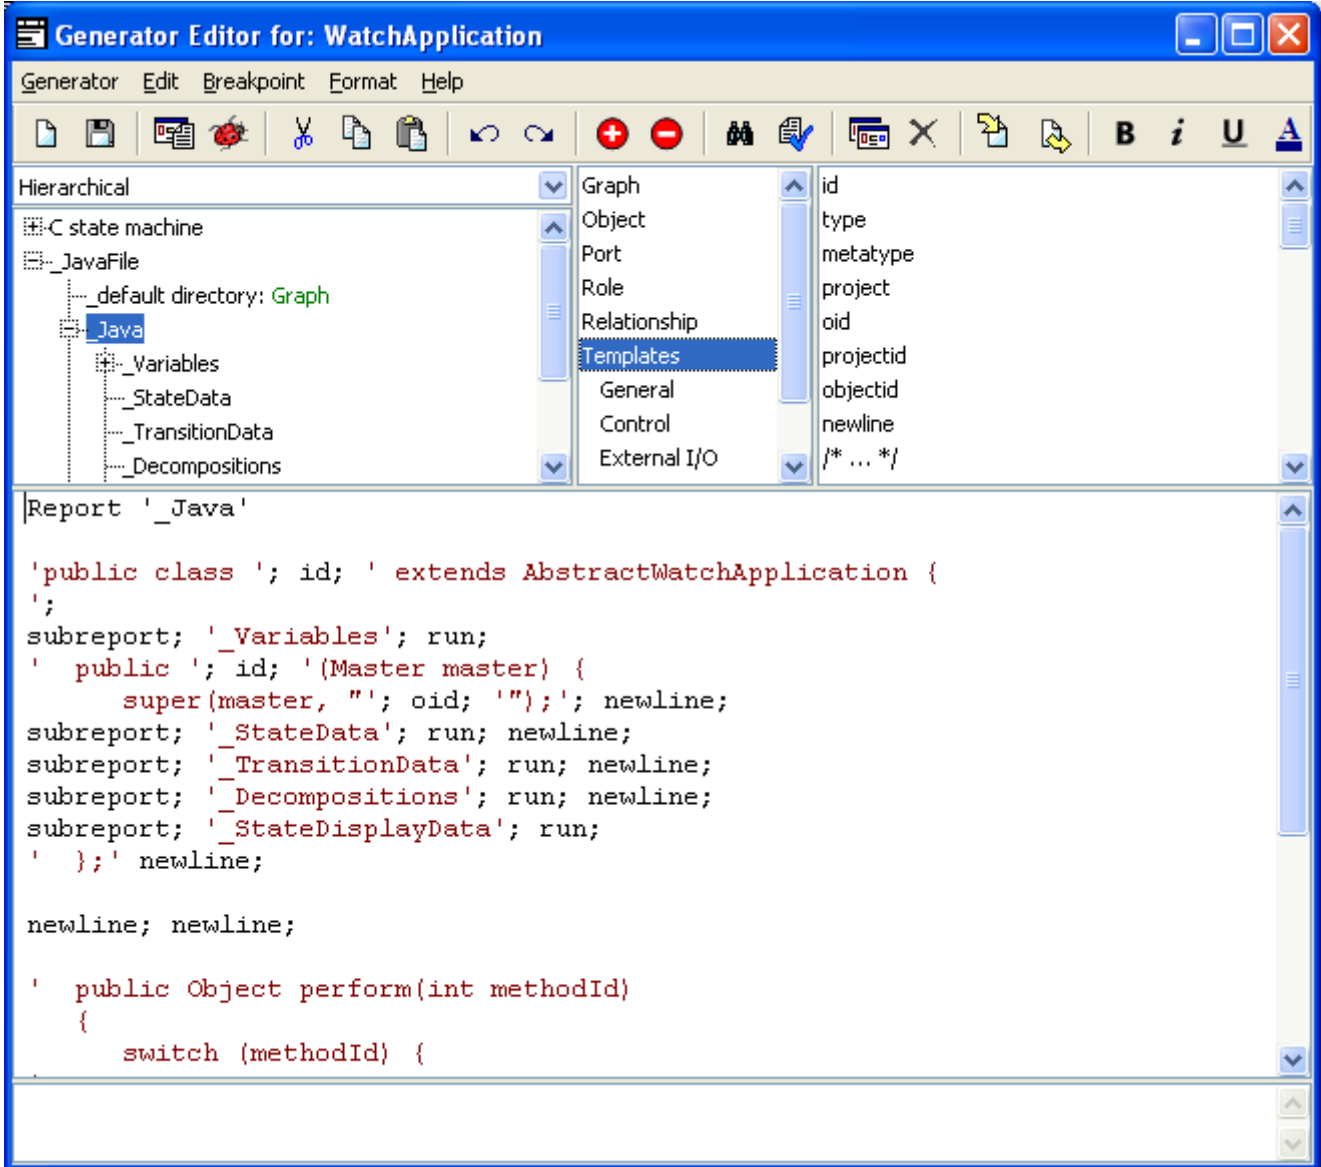 Generator Editor for: WatchApplication
Generator Edit Breakpoint Format Help
B i U A
Hierarchical
C state machine
_JavaFile
_default directory: Graph
_Java
_Variables
_StateData
_TransitionData
_Decompositions
Graph
Object
Port
Role
Relationship
Templates
General
Control
External I/O
id
type
metatype
project
oid
projectid
objectid
newline
/* ... */
Report '_Java'
'public class '; id; ' extends AbstractWatchApplication {
';
subreport; '_Variables'; run;
'  public '; id; '(Master master) {
      super(master, "'; oid; '");'; newline;
subreport; '_StateData'; run; newline;
subreport; '_TransitionData'; run; newline;
subreport; '_Decompositions'; run; newline;
subreport; '_StateDisplayData'; run;
'  };' newline;
newline; newline;
'  public Object perform(int methodId)
   {
      switch (methodId) {